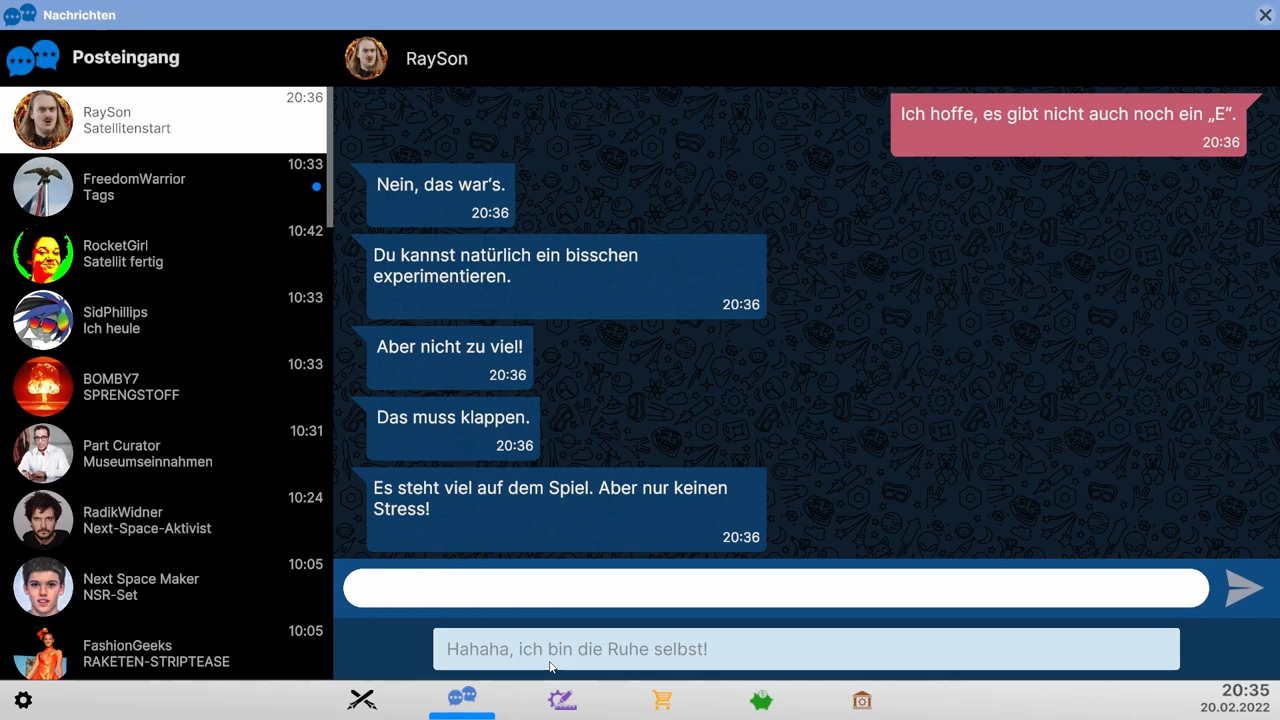 Nachrichten
Posteingang
RaySon
20:36
RaySon
Satellitenstart
10:33
FreedomWarrior
Tags
10:42
RocketGirl
Satellit fertig
10:33
SidPhillips
Ich heule
10:33
BOMBY7
SPRENGSTOFF
10:31
Part Curator
Museumseinnahmen
10:24
RadikWidner
Next-Space-Aktivist
10:05
Next Space Maker
NSR-Set
10:05
FashionGeeks
RAKETEN-STRIPTEASE
Ich hoffe, es gibt nicht auch noch ein „E“.
20:36
Nein, das war‘s.
20:36
Du kannst natürlich ein bisschen
experimentieren.
20:36
Aber nicht zu viel!
20:36
Das muss klappen.
20:36
Es steht viel auf dem Spiel. Aber nur keinen
Stress!
20:36
Hahaha, ich bin die Ruhe selbst!
20:35
20.02.2022